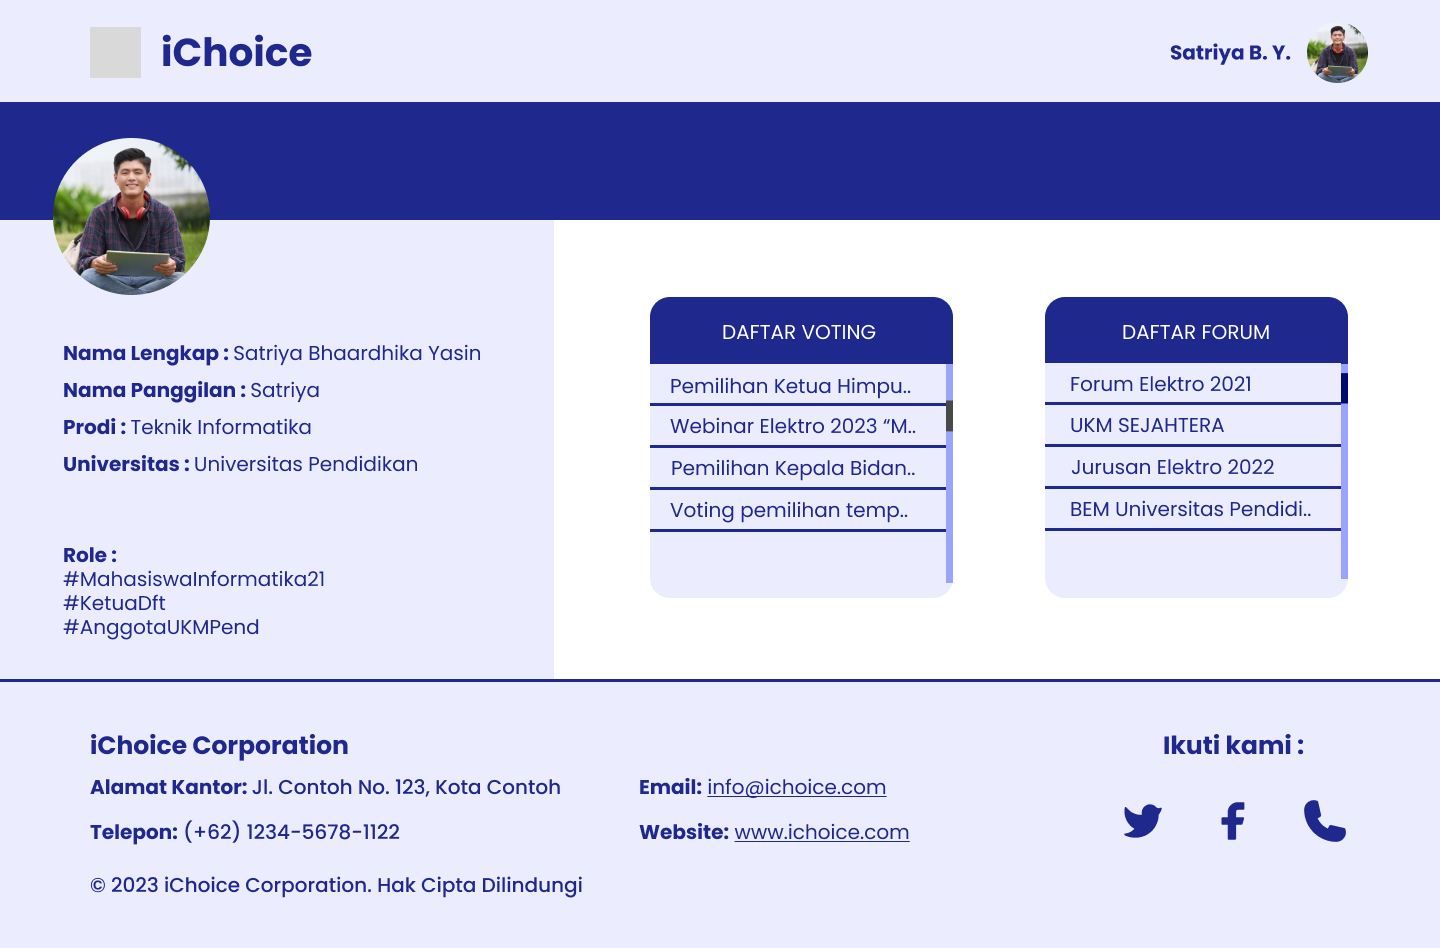 iChoice
Satriya B. Y.
Nama Lengkap : Satriya Bhaardhika Yasin
Nama Panggilan : Satriya
Prodi : Teknik Informatika
Universitas : Universitas Pendidikan
Role :
#MahasiswaInformatika21
#KetuaDft
#AnggotaUKMPend
DAFTAR VOTING
Pemilihan Ketua Himpu..
Webinar Elektro 2023 “M..
Pemilihan Kepala Bidan..
Voting pemilihan temp..
DAFTAR FORUM
Forum Elektro 2021
UKM SEJAHTERA
Jurusan Elektro 2022
BEM Universitas Pendidi..
iChoice Corporation
Alamat Kantor: Jl. Contoh No. 123, Kota Contoh
Telepon: (+62) 1234-5678-1122
Email: info@ichoice.com
Website: www.ichoice.com
Ikuti kami :
© 2023 iChoice Corporation. Hak Cipta Dilindungi